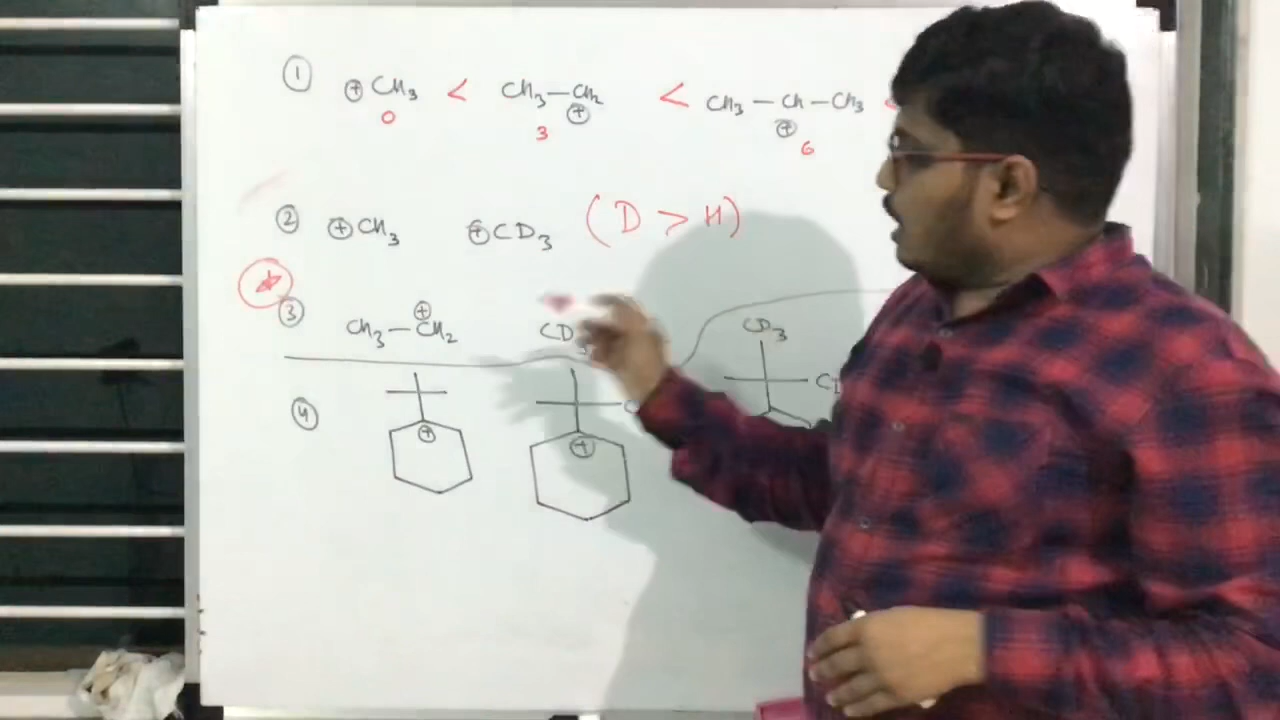 ① ⊕CH₃ < CH₃—CH₂ < CH₃—CH—CH₃
⊕ ⊕
0 3 6
② ⊕CH₃ ⊕CD₃ (D > H)
⊕
③ CH₃—CH₂ CD₃
CD₃
④
⊕ ⊕